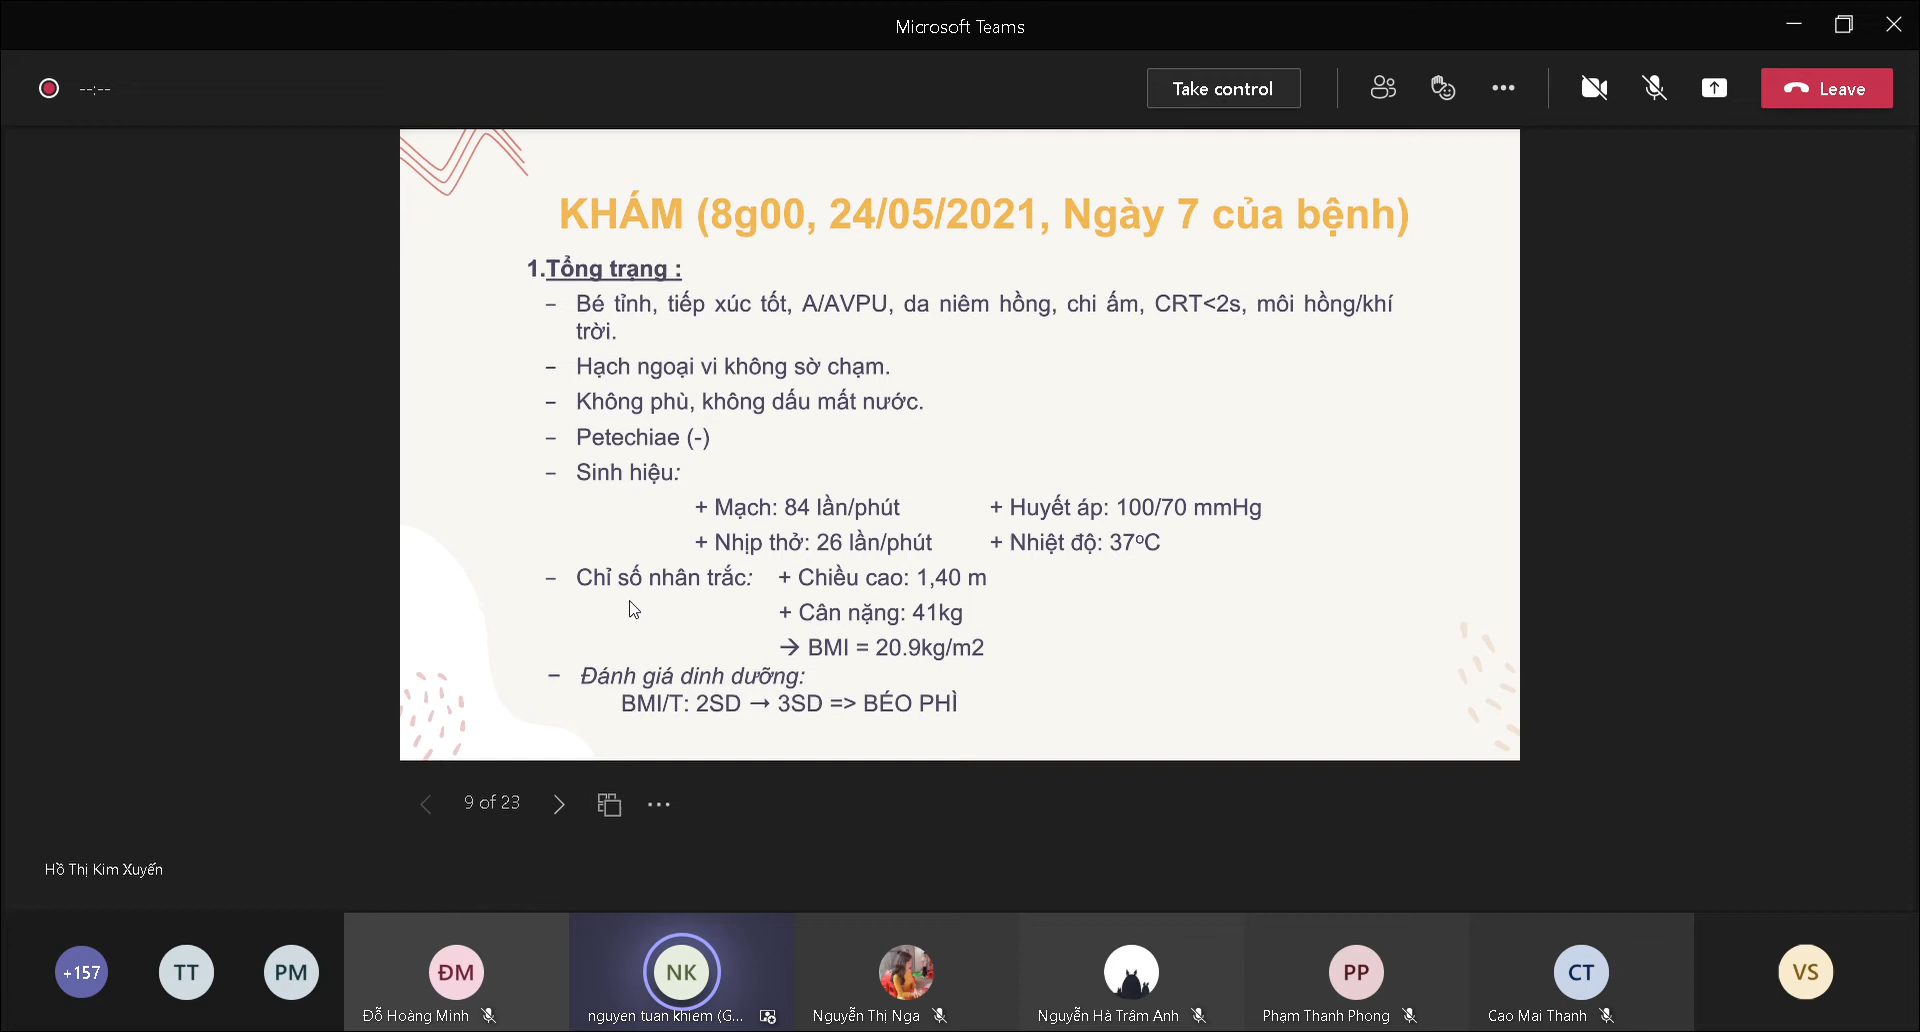 Microsoft Teams
--:--
Take control
Leave
KHÁM (8g00, 24/05/2021, Ngày 7 của bệnh)
1.Tổng trạng :
– Bé tỉnh, tiếp xúc tốt, A/AVPU, da niêm hồng, chi ấm, CRT<2s, môi hồng/khí
trời.
– Hạch ngoại vi không sờ chạm.
– Không phù, không dấu mất nước.
– Petechiae (-)
– Sinh hiệu:
+ Mạch: 84 lần/phút + Huyết áp: 100/70 mmHg
+ Nhịp thở: 26 lần/phút + Nhiệt độ: 37ºC
– Chỉ số nhân trắc: + Chiều cao: 1,40 m
+ Cân nặng: 41kg
→ BMI = 20.9kg/m2
– Đánh giá dinh dưỡng:
BMI/T: 2SD → 3SD => BÉO PHÌ
9 of 23
Hồ Thị Kim Xuyến
+157 TT PM ĐM NK PP CT VS
Đỗ Hoàng Minh nguyen tuan khiem (G... Nguyễn Thị Nga Nguyễn Hà Trâm Anh Phạm Thanh Phong Cao Mai Thanh